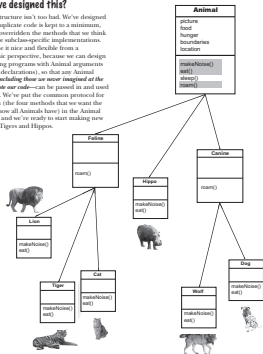 ve designed this?
ructure isn't too bad. We've designed
uplicate code is kept to a minimum,
overridden the methods that we think
e subclass-specific implementations.
e it nice and flexible from a
ic perspective, because we can design
ng programs with Animal arguments
declarations), so that any Animal
ncluding those we never imagined at the
ote our code—can be passed in and used
. We've put the common protocol for
(the four methods that we want the
now all Animals have) in the Animal
and we're ready to start making new
Tigers and Hippos.
Animal
picture
food
hunger
boundaries
location
makeNoise()
eat()
sleep()
roam()
Feline
roam()
Canine
roam()
Hippo
makeNoise()
eat()
Lion
makeNoise()
eat()
Tiger
makeNoise()
eat()
Cat
makeNoise()
eat()
Wolf
makeNoise()
eat()
Dog
makeNoise()
eat()